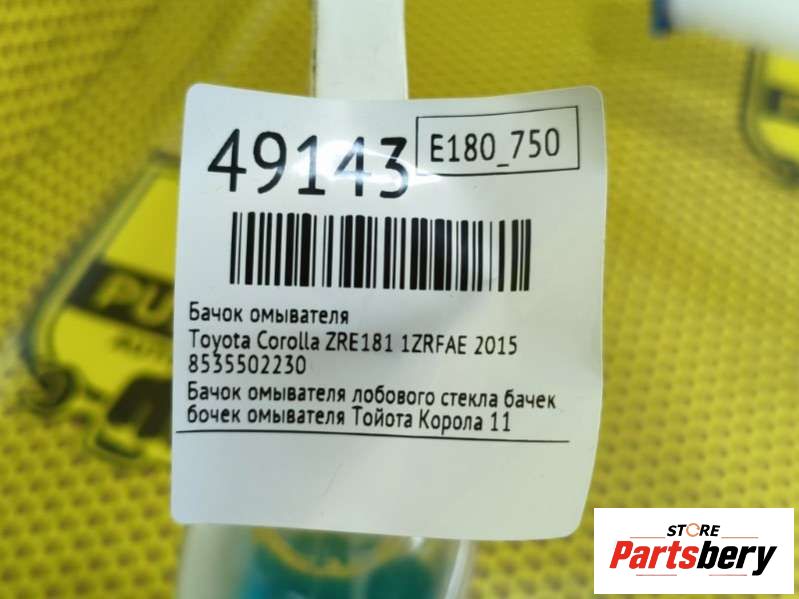 49143
E180_750
Бачок омывателя
Toyota Corolla ZRE181 1ZRFAE 2015
8535502230
Бачок омывателя лобового стекла бачек
бочек омывателя Тойота Корола 11
PU
STORE
Partsbery